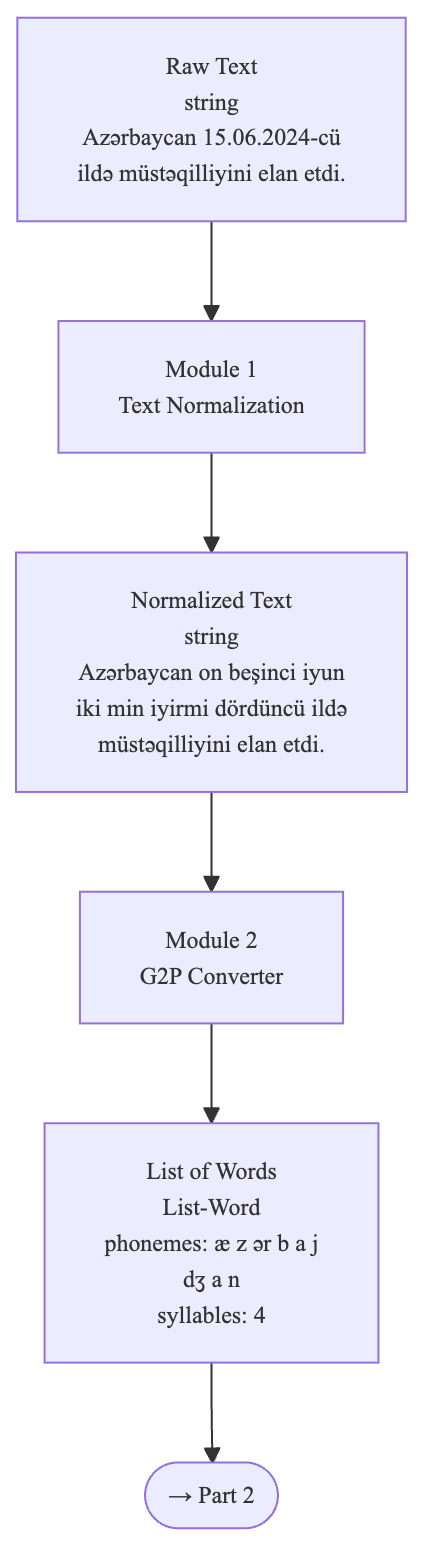 Raw Text
string
Azərbaycan 15.06.2024-cü
ildə müstəqilliyini elan etdi.
Module 1
Text Normalization
Normalized Text
string
Azərbaycan on beşinci iyun
iki min iyirmi dördüncü ildə
müstəqilliyini elan etdi.
Module 2
G2P Converter
List of Words
List-Word
phonemes: æ z ər b a j
dʒ a n
syllables: 4
→ Part 2